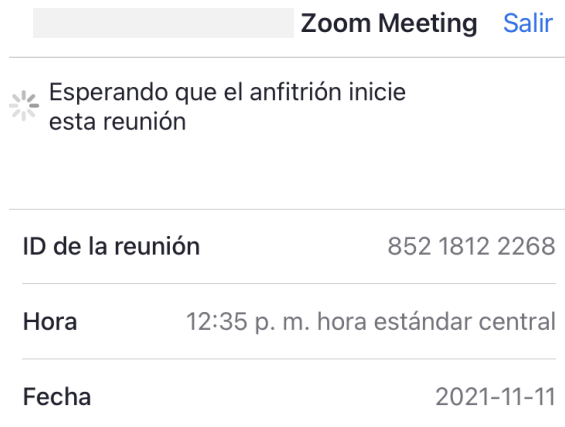 Zoom Meeting Salir
Esperando que el anfitrión inicie
esta reunión
ID de la reunión 852 1812 2268
Hora 12:35 p. m. hora estándar central
Fecha 2021-11-11